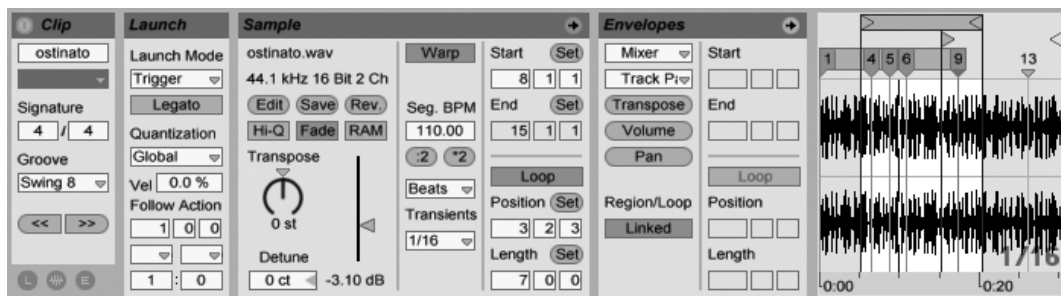 Clip
ostinato
Signature
4 / 4
Groove
Swing 8
<< >>
L E
Launch
Launch Mode
Trigger
Legato
Quantization
Global
Vel 0.0 %
Follow Action
1 0 0
1 : 0
Sample
ostinato.wav
44.1 kHz 16 Bit 2 Ch
Edit Save Rev.
Hi-Q Fade RAM
Transpose
0 st
Detune
0 ct -3.10 dB
Warp
Seg. BPM
110.00
:2 *2
Beats
Transients
1/16
Start Set
8 1 1
End Set
15 1 1
Loop
Position Set
3 2 3
Length Set
7 0 0
Envelopes
Mixer
Track Pa
Transpose
Volume
Pan
Region/Loop
Linked
Start
End
Loop
Position
Length
1 4 5 6 9 13
1/16
0:00 0:20